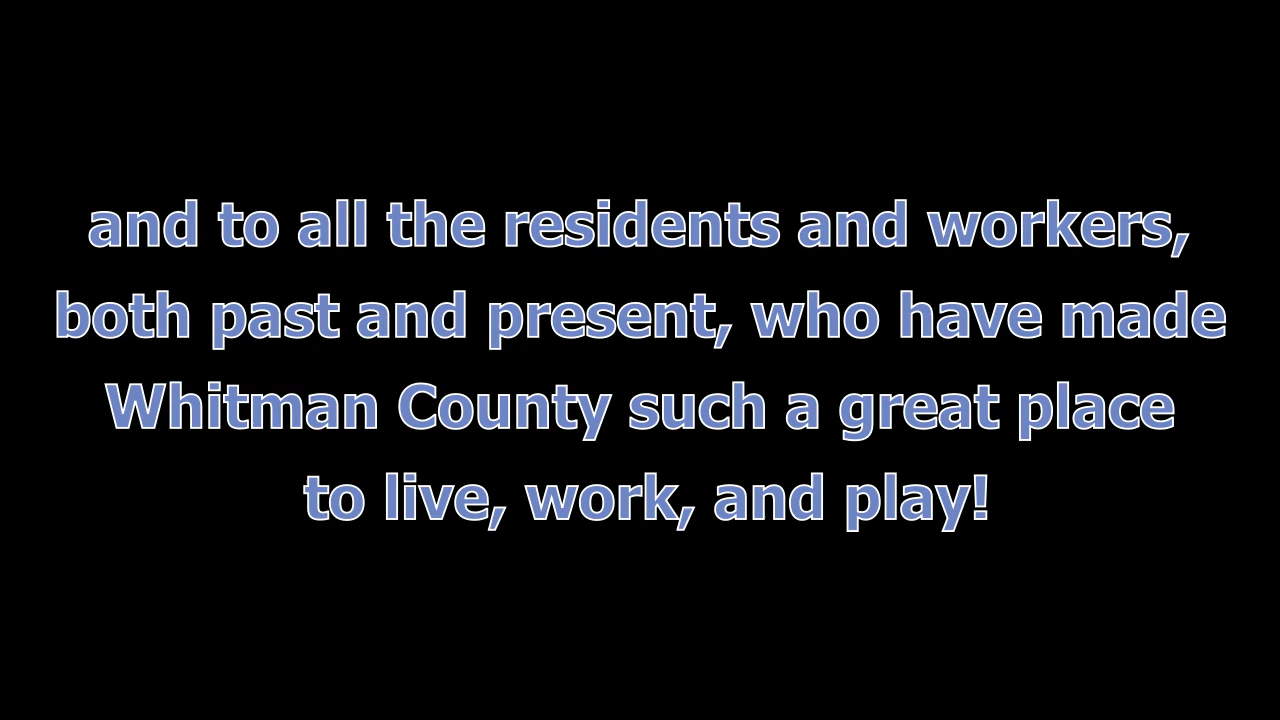 and to all the residents and workers,
both past and present, who have made
Whitman County such a great place
to live, work, and play!